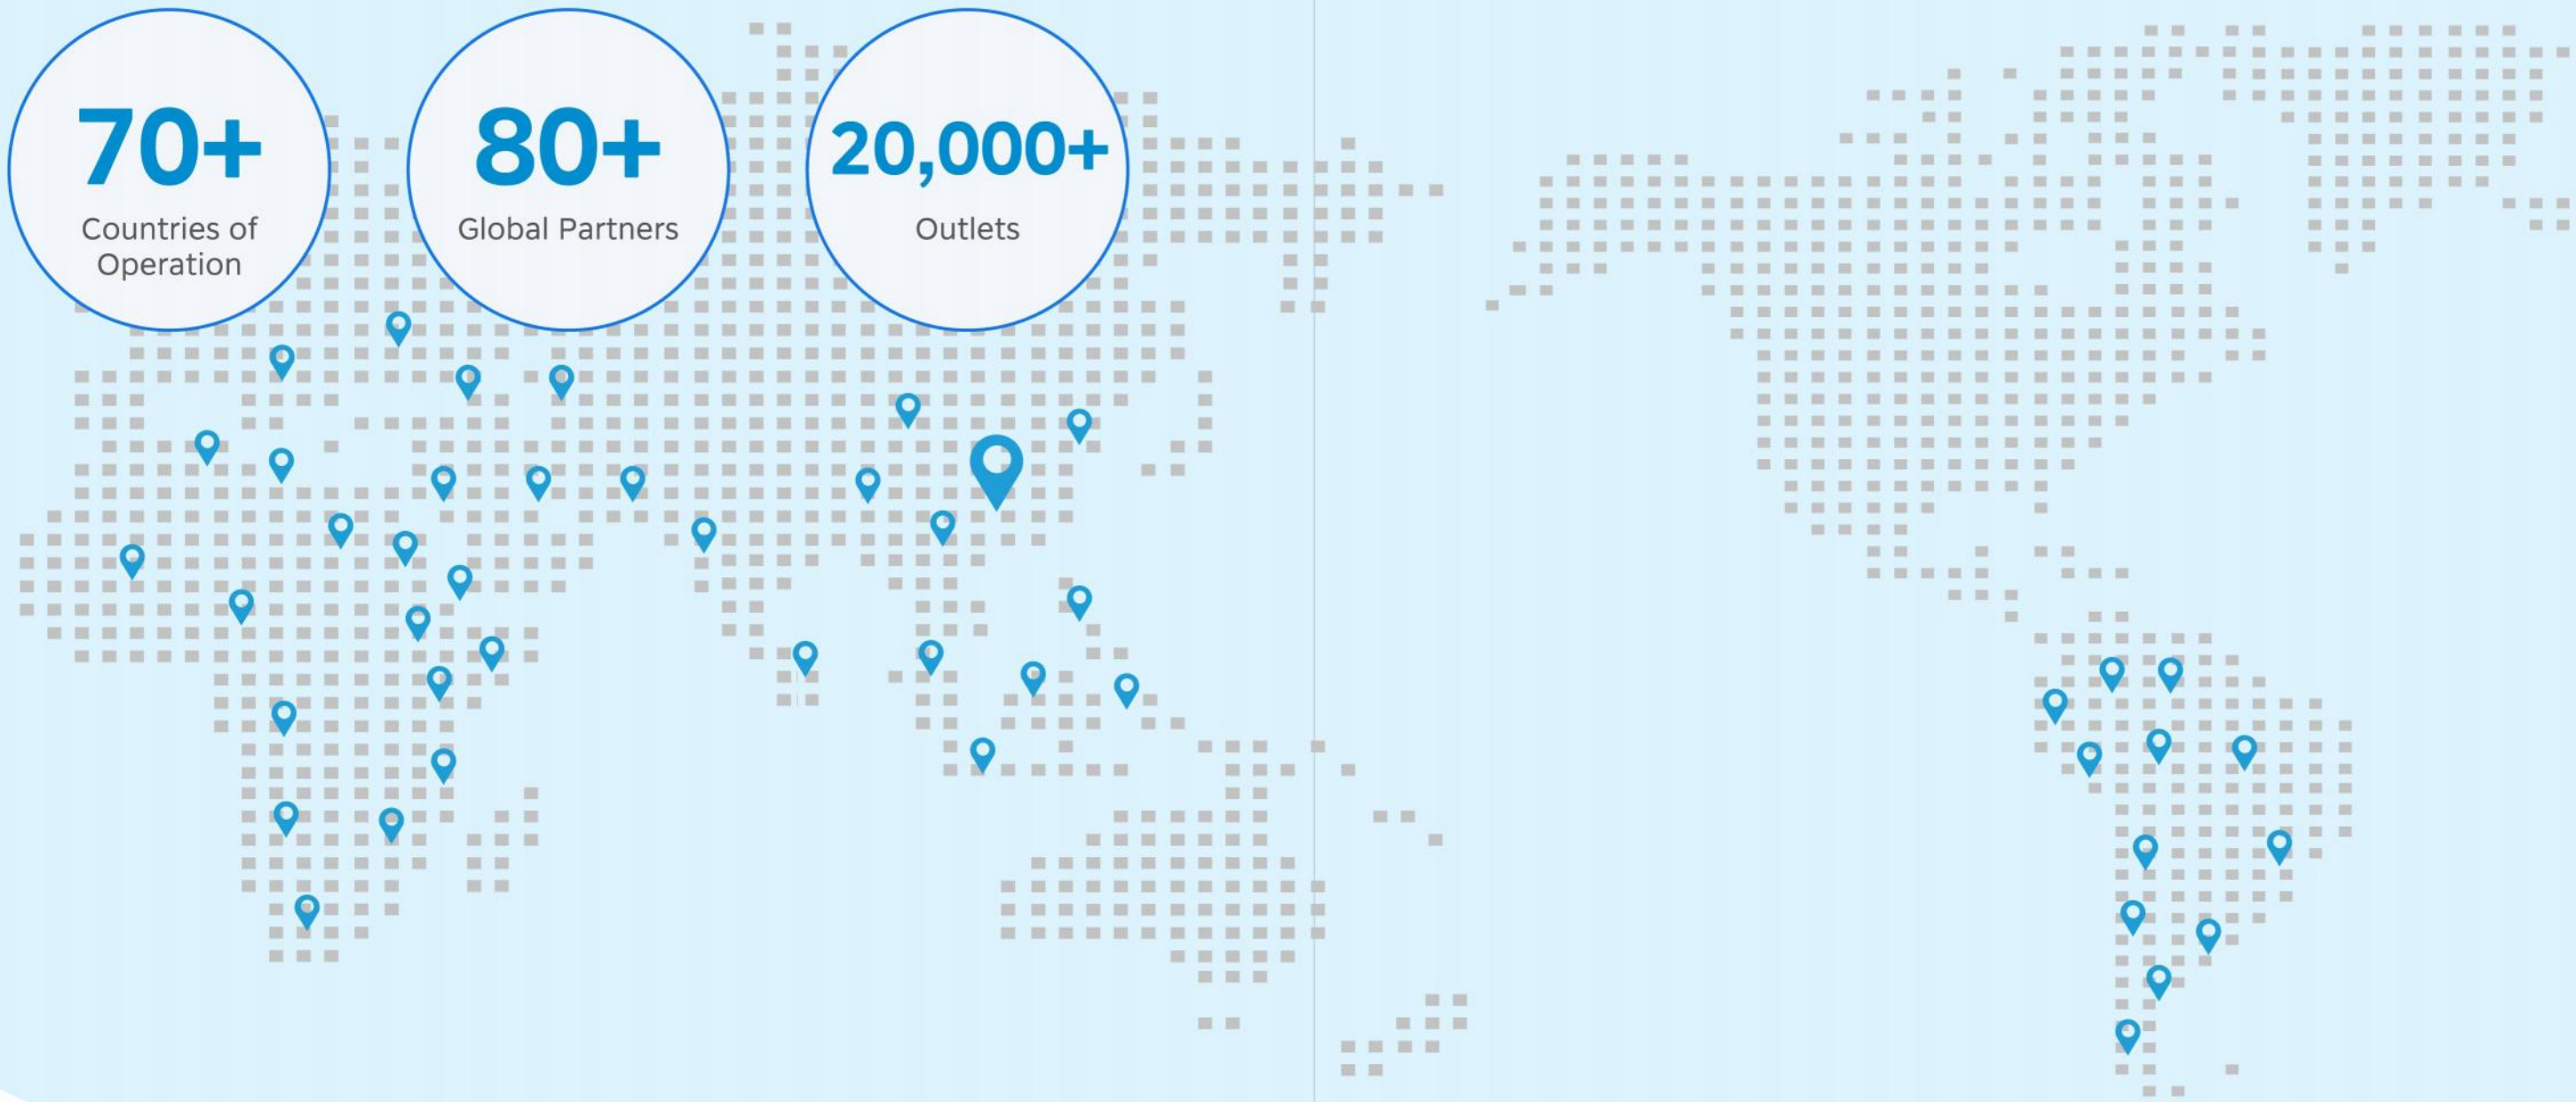 70+
Countries of
Operation
80+
Global Partners
20,000+
Outlets